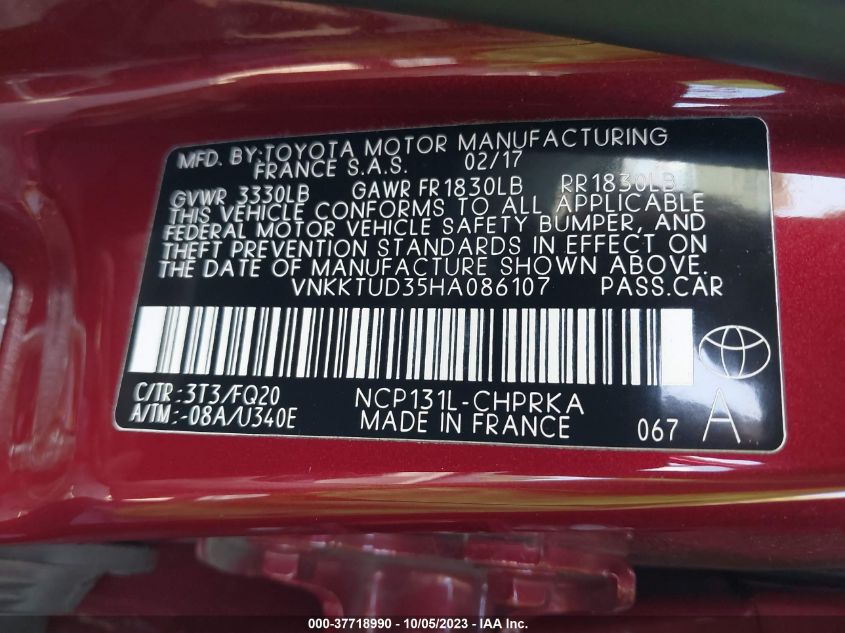 MFD. BY:TOYOTA MOTOR MANUFACTURING
FRANCE S.A.S. 02/17
GVWR 3330LB GAWR FR1830LB RR1830LB
THIS VEHICLE CONFORMS TO ALL APPLICABLE
FEDERAL MOTOR VEHICLE SAFETY BUMPER, AND
THEFT PREVENTION STANDARDS IN EFFECT ON
THE DATE OF MANUFACTURE SHOWN ABOVE.
VNKKTUD35HA086107 PASS.CAR
C/TR:3T3/FQ20 NCP131L-CHPRKA
A/TM:-08A/U340E MADE IN FRANCE 067 A
000-37718990 - 10/05/2023 - IAA Inc.